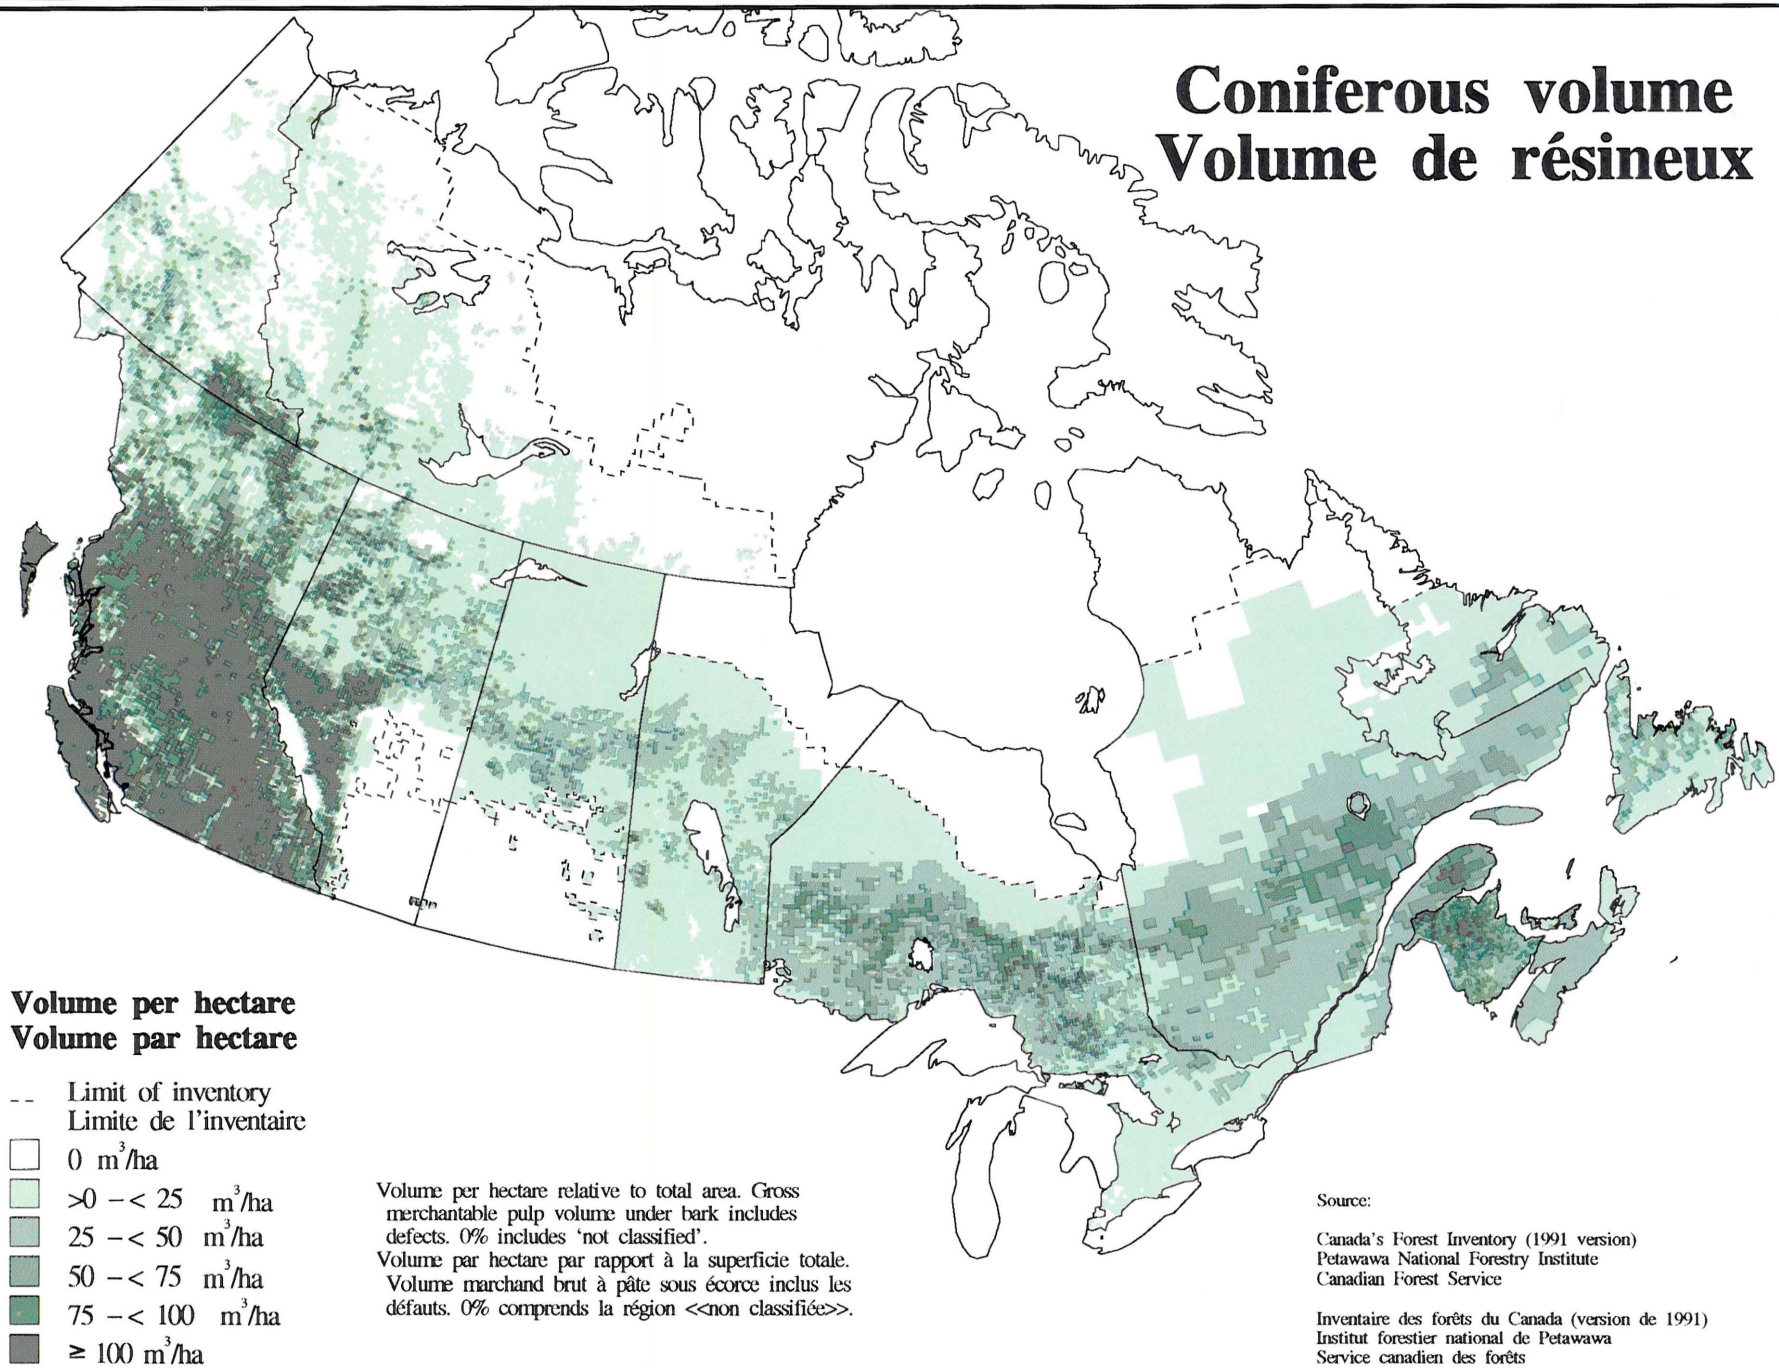 Coniferous volume
Volume de résineux
Volume per hectare
Volume par hectare
Limit of inventory
Limite de l'inventaire
0 m³/ha
>0 –< 25 m³/ha
25 –< 50 m³/ha
50 –< 75 m³/ha
75 –< 100 m³/ha
≥ 100 m³/ha
Volume per hectare relative to total area. Gross
merchantable pulp volume under bark includes
defects. 0% includes 'not classified'.
Volume par hectare par rapport à la superficie totale.
Volume marchand brut à pâte sous écorce inclus les
défauts. 0% comprends la région <<non classifiée>>.
Source:
Canada's Forest Inventory (1991 version)
Petawawa National Forestry Institute
Canadian Forest Service
Inventaire des forêts du Canada (version de 1991)
Institut forestier national de Petawawa
Service canadien des forêts